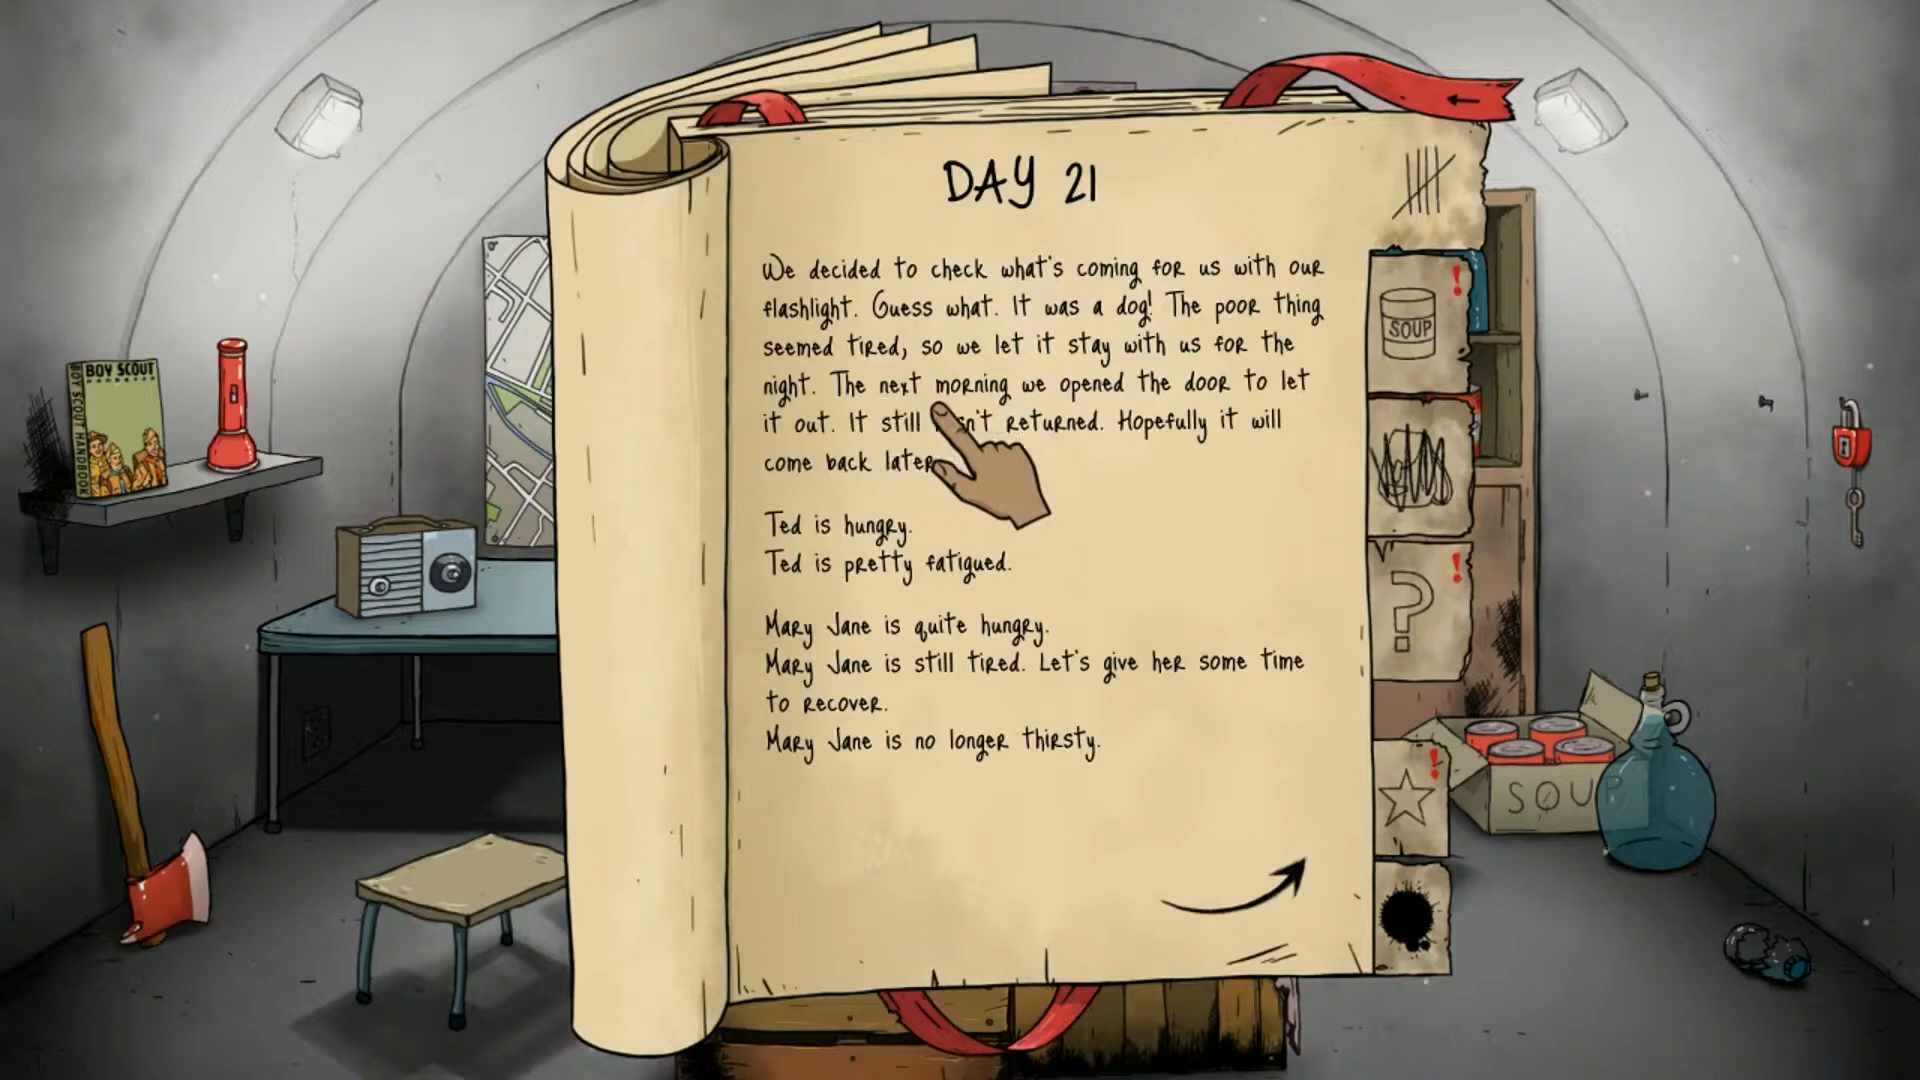 BOY SCOUT
HANDBOOK
BOY SCOUT HANDBOOK
DAY 21
We decided to check what's coming for us with our
flashlight. Guess what. It was a dog! The poor thing
seemed tired, so we let it stay with us for the
night. The next morning we opened the door to let
it out. It still returned. Hopefully it will
come back later
Ted is hungry.
Ted is pretty fatigued.
Mary Jane is quite hungry.
Mary Jane is still tired. Let's give her some time
to recover.
Mary Jane is no longer thirsty.
!
SOUP
!
?
!
SOUP